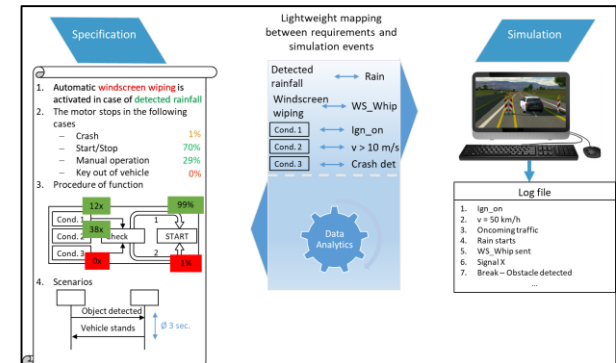 Specification
1. Automatic windscreen wiping is
activated in case of detected rainfall
2. The motor stops in the following
cases
– Crash 1%
– Start/Stop 70%
– Manual operation 29%
– Key out of vehicle 0%
3. Procedure of function
12x 99%
Cond. 1 1
38x
Cond. 2 check START
Cond. 3 0x 2 1%
4. Scenarios
Object detected
Vehicle stands
Ø 3 sec.
Lightweight mapping
between requirements and
simulation events
Detected
rainfall Rain
Windscreen
wiping WS_Whip
Cond. 1 Ign_on
Cond. 2 v > 10 m/s
Cond. 3 Crash det
Data
Analytics
Simulation
Log file
1. Ign_on
2. v = 50 km/h
3. Oncoming traffic
4. Rain starts
5. WS_Whip sent
6. Signal X
7. Break – Obstacle detected
...